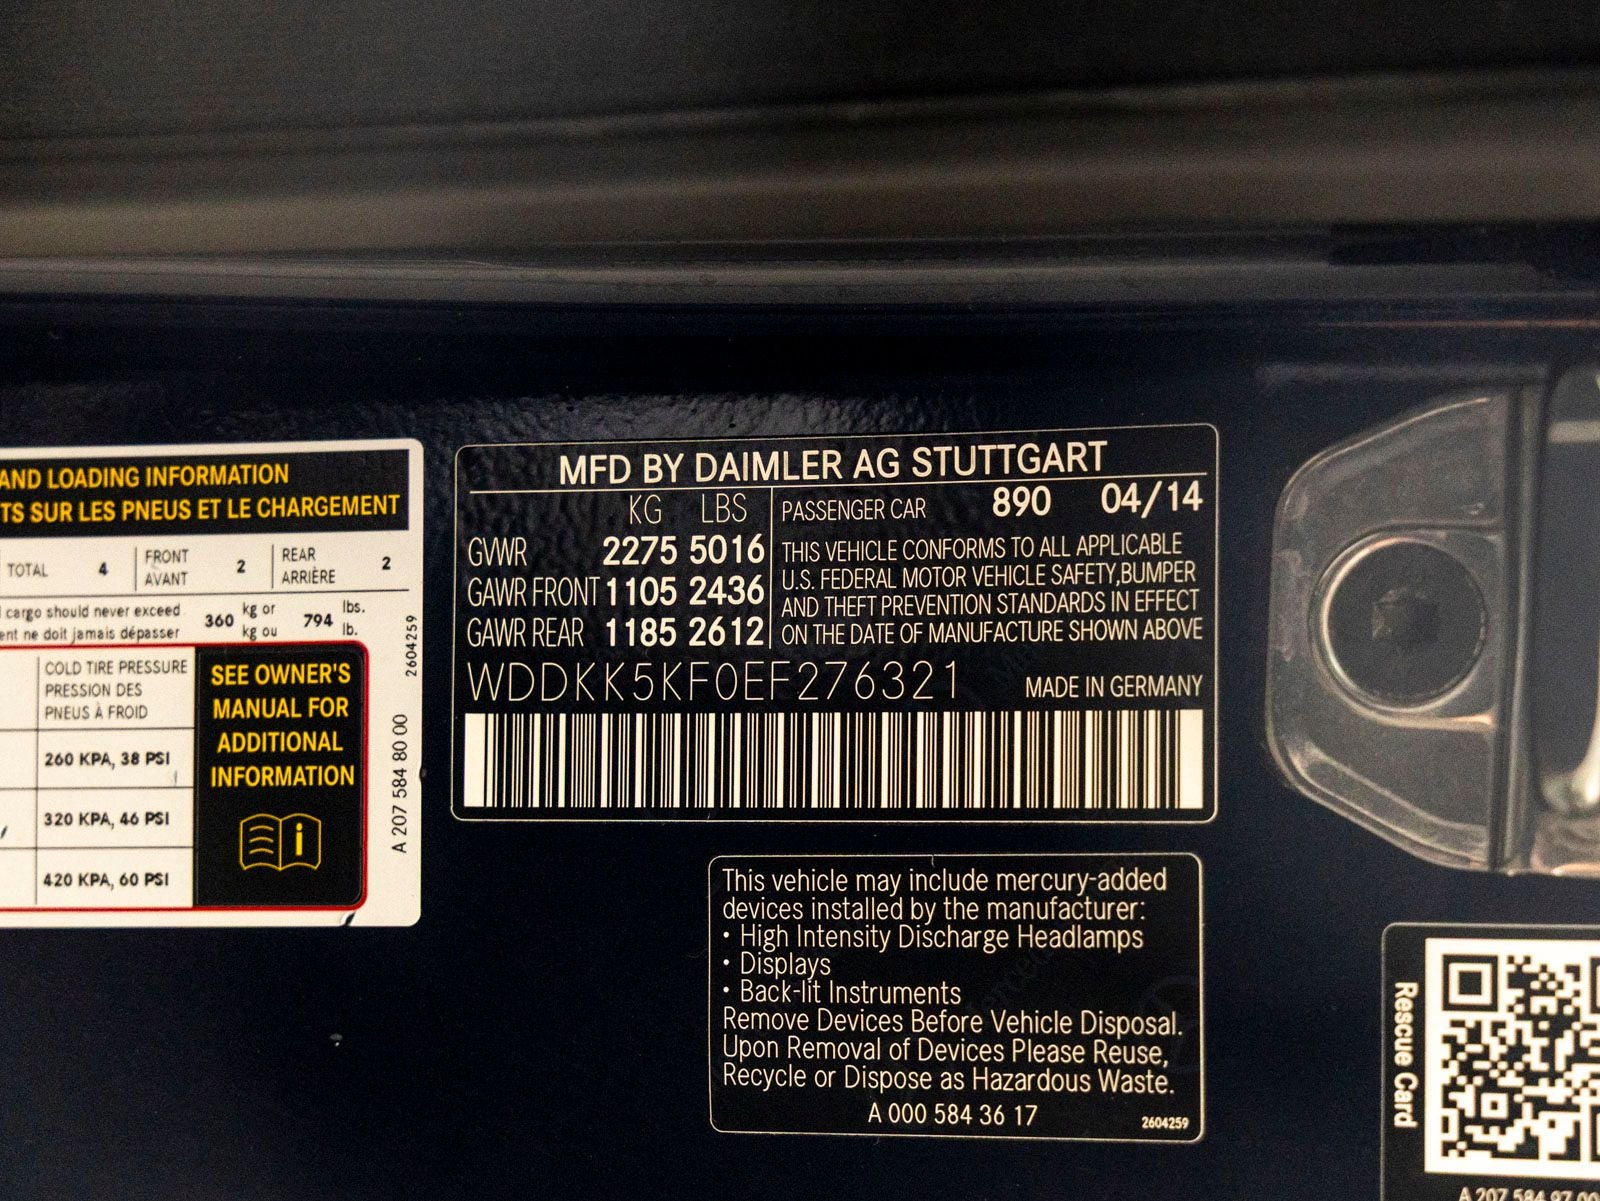 AND LOADING INFORMATION
TS SUR LES PNEUS ET LE CHARGEMENT
TOTAL 4 FRONT AVANT 2 REAR ARRIÈRE 2
cargo should never exceed 360 kg or 794 lbs.
ent ne doit jamais dépasser kg ou lb.
COLD TIRE PRESSURE
PRESSION DES
PNEUS À FROID
260 KPA, 38 PSI
320 KPA, 46 PSI
420 KPA, 60 PSI
SEE OWNER'S
MANUAL FOR
ADDITIONAL
INFORMATION
i
2604259
A 207 584 80 00
MFD BY DAIMLER AG STUTTGART
KG LBS
GVWR 2275 5016
GAWR FRONT 1105 2436
GAWR REAR 1185 2612
PASSENGER CAR 890 04/14
THIS VEHICLE CONFORMS TO ALL APPLICABLE
U.S. FEDERAL MOTOR VEHICLE SAFETY,BUMPER
AND THEFT PREVENTION STANDARDS IN EFFECT
ON THE DATE OF MANUFACTURE SHOWN ABOVE
WDDKK5KF0EF276321
MADE IN GERMANY
This vehicle may include mercury-added
devices installed by the manufacturer:
• High Intensity Discharge Headlamps
• Displays
• Back-lit Instruments
Remove Devices Before Vehicle Disposal.
Upon Removal of Devices Please Reuse,
Recycle or Dispose as Hazardous Waste.
A 000 584 36 17
2604259
Rescue Card
A 207 584 97 00